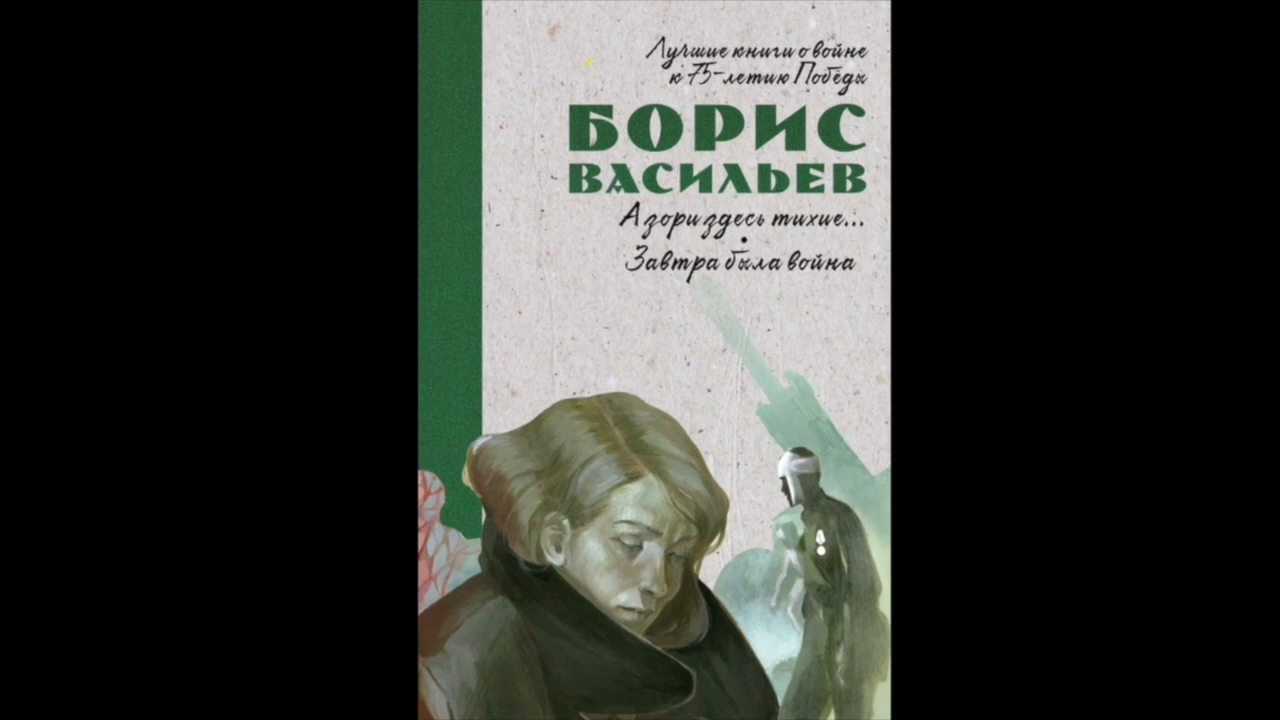 Лучшие книги о войне
к 75-летию Победы
БОРИС
ВАСИЛЬЕВ
А зори здесь тихие...
•
Завтра была война